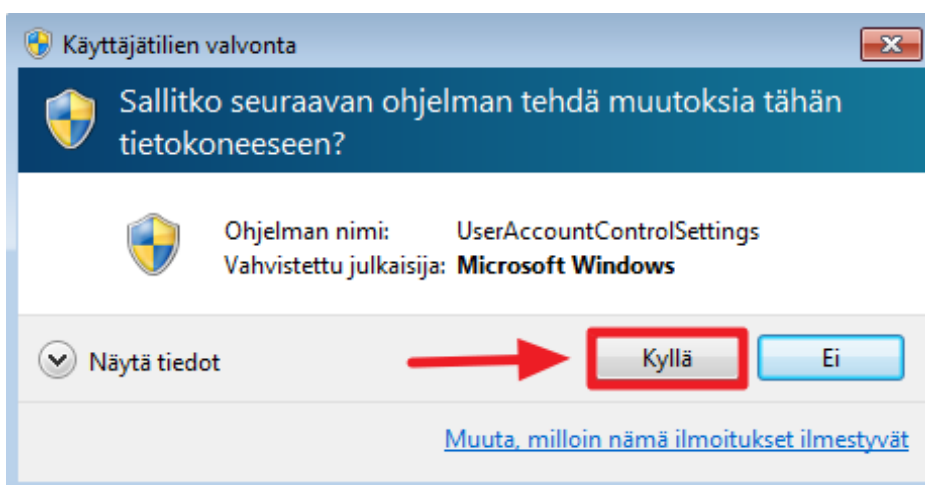 Käyttäjätilien valvonta
Sallitko seuraavan ohjelman tehdä muutoksia tähän
tietokoneeseen?
Ohjelman nimi: UserAccountControlSettings
Vahvistettu julkaisija: Microsoft Windows
Näytä tiedot Kyllä Ei
Muuta, milloin nämä ilmoitukset ilmestyvät